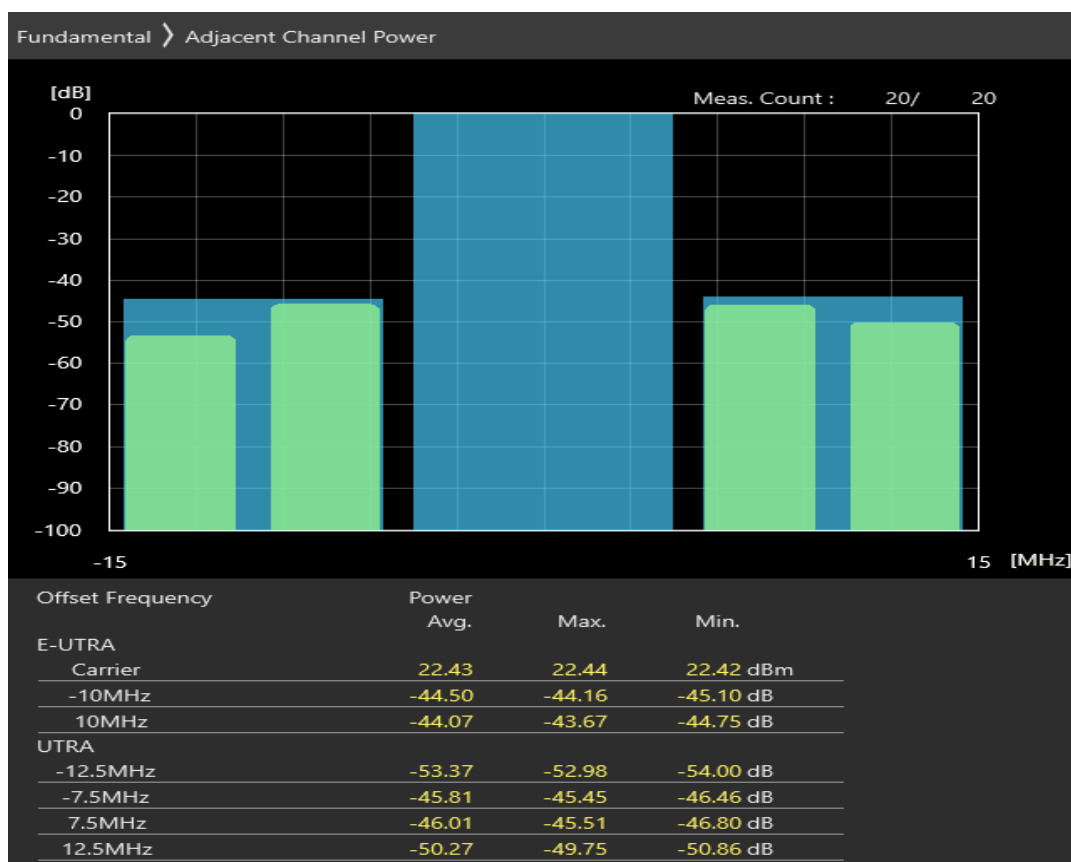 Fundamental ❯ Adjacent Channel Power
[dB]
Meas. Count : 20/ 20
0
-10
-20
-30
-40
-50
-60
-70
-80
-90
-100
-15 15 [MHz]
Offset Frequency Power
Avg. Max. Min.
E-UTRA
Carrier 22.43 22.44 22.42 dBm
-10MHz -44.50 -44.16 -45.10 dB
10MHz -44.07 -43.67 -44.75 dB
UTRA
-12.5MHz -53.37 -52.98 -54.00 dB
-7.5MHz -45.81 -45.45 -46.46 dB
7.5MHz -46.01 -45.51 -46.80 dB
12.5MHz -50.27 -49.75 -50.86 dB